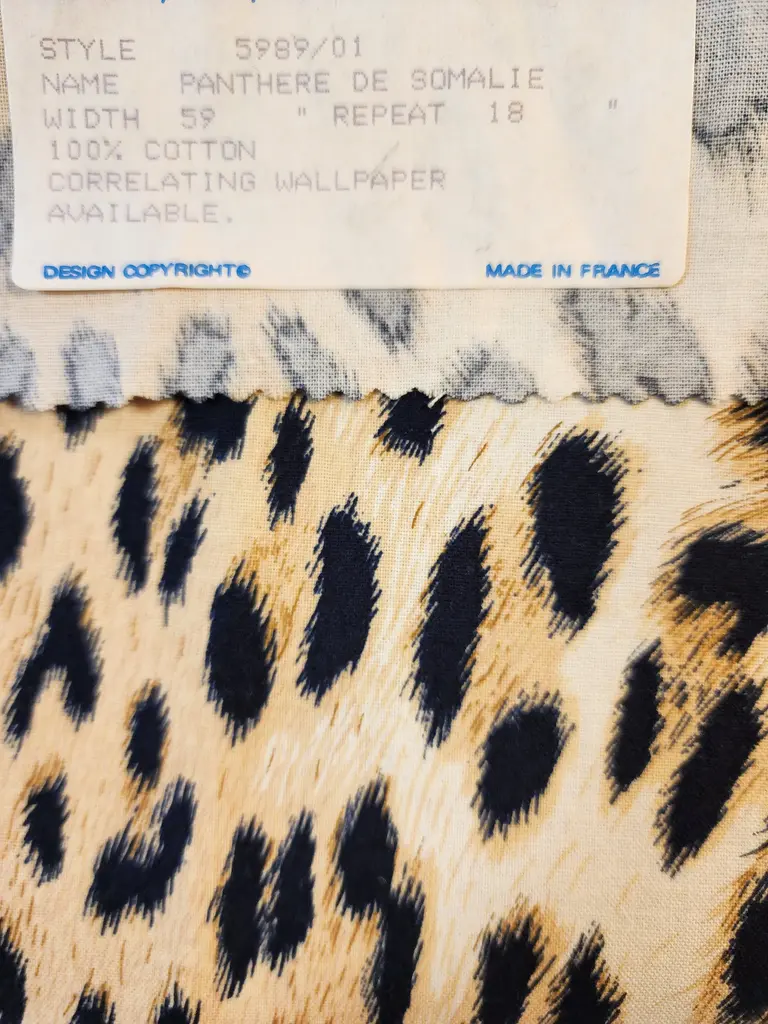 STYLE 5989/01
NAME PANTHERE DE SOMALIE
WIDTH 59 " REPEAT 18 "
100% COTTON
CORRELATING WALLPAPER
AVAILABLE.
DESIGN COPYRIGHT© MADE IN FRANCE